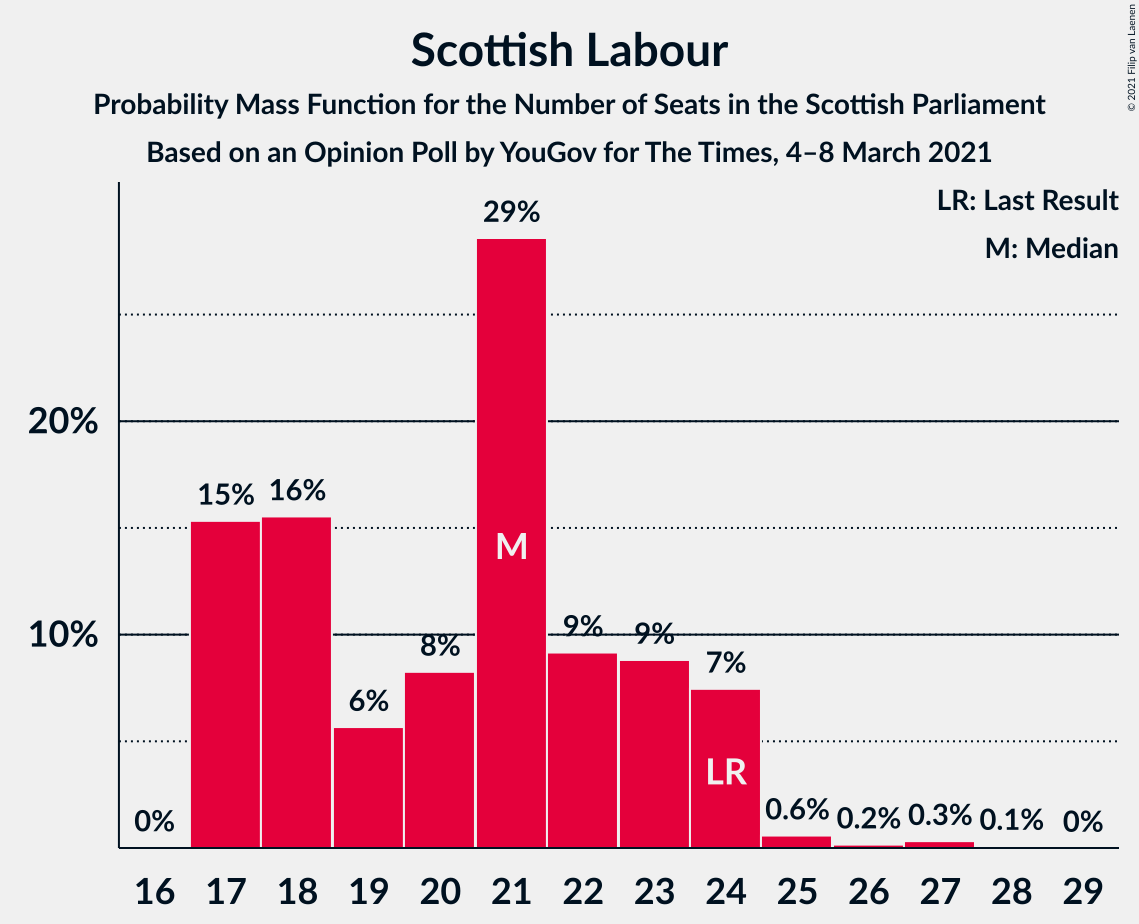 © 2021 Filip van Laenen
Scottish Labour
Probability Mass Function for the Number of Seats in the Scottish Parliament
Based on an Opinion Poll by YouGov for The Times, 4–8 March 2021
LR: Last Result
M: Median
20%
10%
0%
15%
16%
6%
8%
29%
9%
9%
7%
0.6%
0.2%
0.3%
0.1%
0%
M
LR
16 17 18 19 20 21 22 23 24 25 26 27 28 29